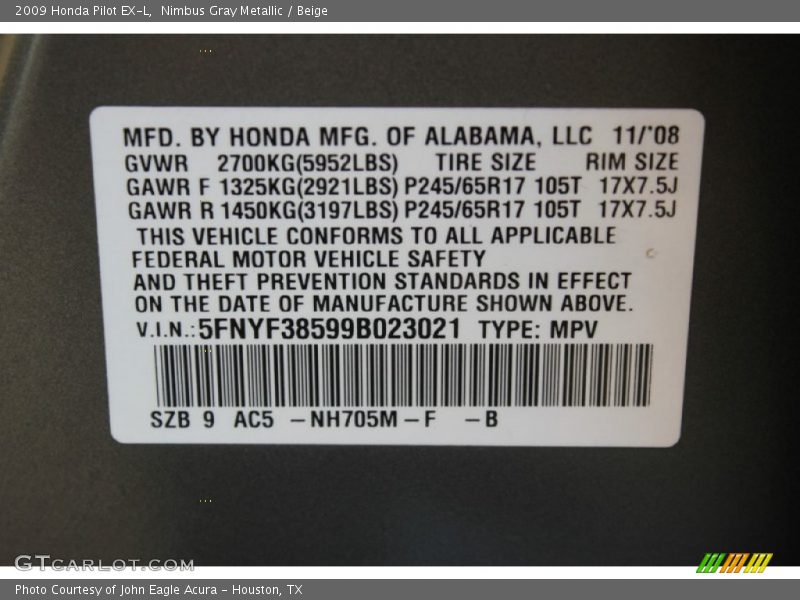 2009 Honda Pilot EX-L, Nimbus Gray Metallic / Beige
MFD. BY HONDA MFG. OF ALABAMA, LLC 11/'08
GVWR 2700KG(5952LBS) TIRE SIZE RIM SIZE
GAWR F 1325KG(2921LBS) P245/65R17 105T 17X7.5J
GAWR R 1450KG(3197LBS) P245/65R17 105T 17X7.5J
THIS VEHICLE CONFORMS TO ALL APPLICABLE
FEDERAL MOTOR VEHICLE SAFETY
AND THEFT PREVENTION STANDARDS IN EFFECT
ON THE DATE OF MANUFACTURE SHOWN ABOVE.
V.I.N.: 5FNYF38599B023021 TYPE: MPV
SZB 9 AC5 – NH705M – F – B
GTCARLOT.COM
Photo Courtesy of John Eagle Acura - Houston, TX